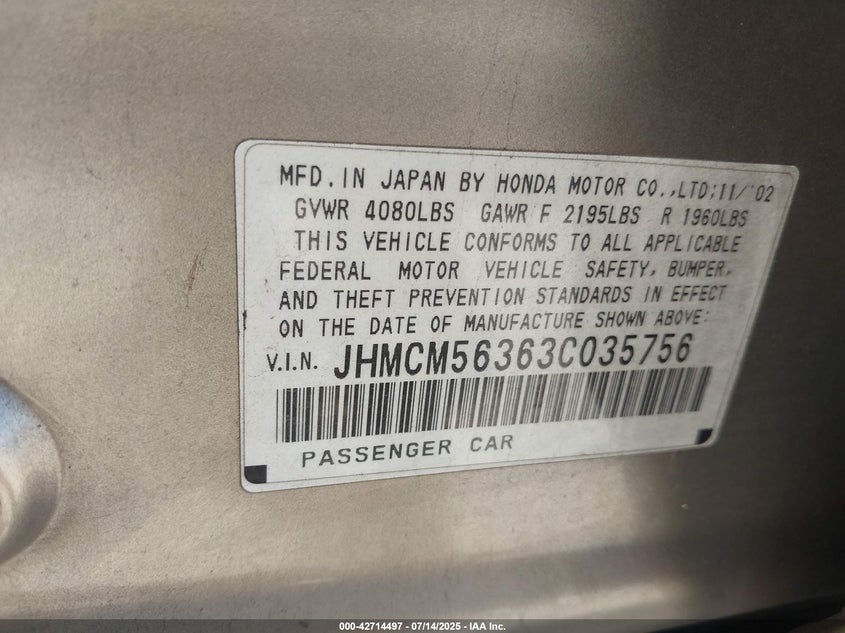 MFD. IN JAPAN BY HONDA MOTOR CO.,LTD;11/'02
GVWR 4080LBS GAWR F 2195LBS R 1960LBS
THIS VEHICLE CONFORMS TO ALL APPLICABLE
FEDERAL MOTOR VEHICLE SAFETY, BUMPER,
AND THEFT PREVENTION STANDARDS IN EFFECT
ON THE DATE OF MANUFACTURE SHOWN ABOVE:
V.I.N. JHMCM56363C035756
PASSENGER CAR
000-42714497 - 07/14/2025 - IAA Inc.